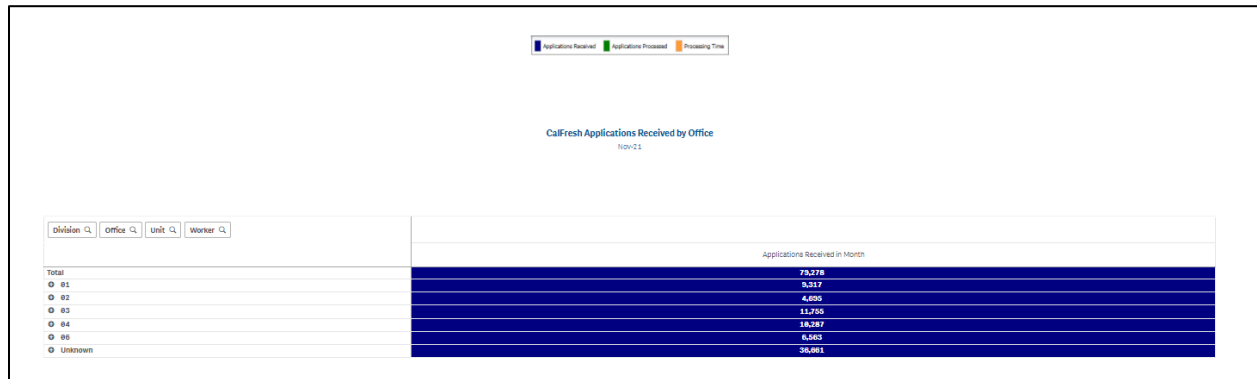 Applications Received Applications Processed Processing Time
CalFresh Applications Received by Office
Nov-21
Division Office Unit Worker
Applications Received in Month
Total 79,278
01 9,317
02 4,695
03 11,755
04 10,287
06 6,563
Unknown 36,661